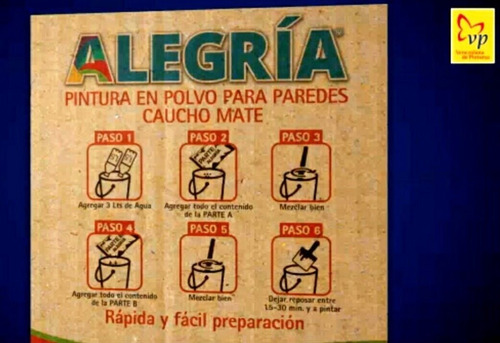 ALEGRÍA
PINTURA EN POLVO PARA PAREDES
CAUCHO MATE
PASO 1
PASO 2
PASO 3
Agregar 3 Lts de Agua
Agregar todo el contenido
de la PARTE A
Mezclar bien
PASO 4
PASO 5
PASO 6
Agregar todo el contenido
de la PARTE B
Mezclar bien
Dejar reposar entre
15-30 min. y a pintar
Rápida y fácil preparación
vp